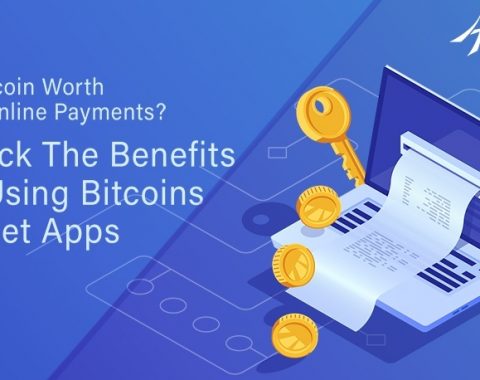 coin Worth
nline Payments?
ck The Benefits
Using Bitcoins
et Apps